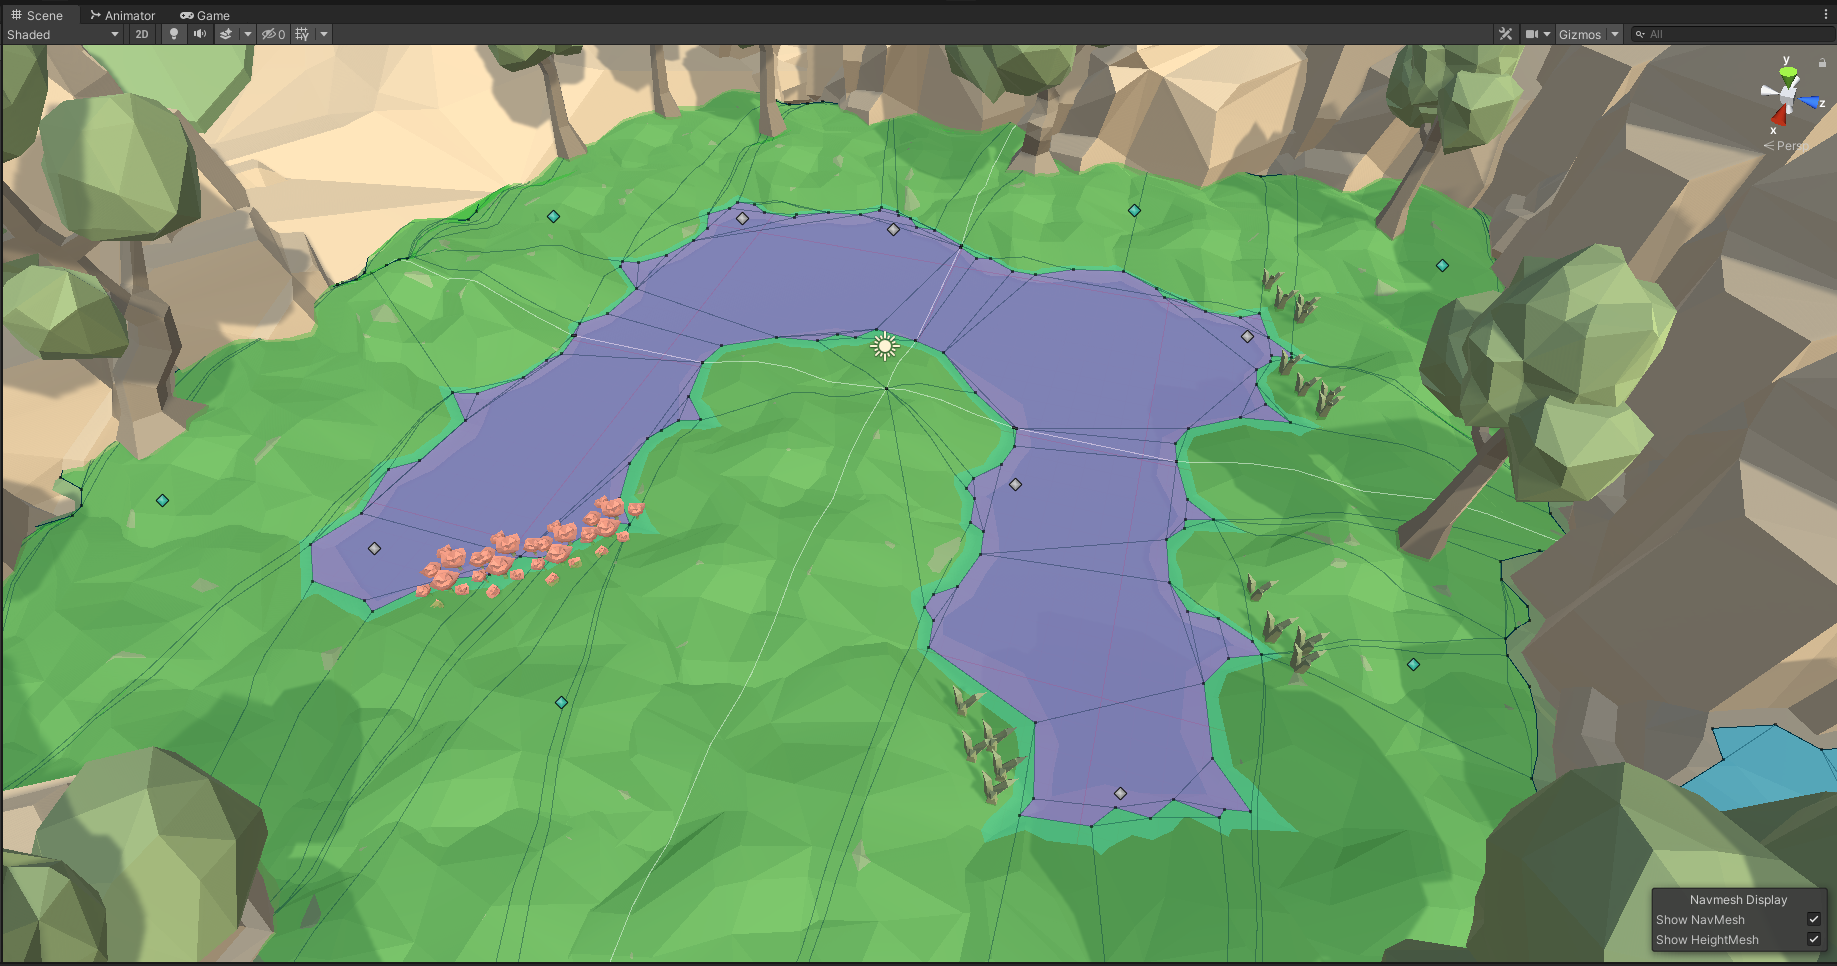 Scene Animator Game
Shaded 2D 0 Gizmos All
y
z
x
Persp
Navmesh Display
Show NavMesh
Show HeightMesh